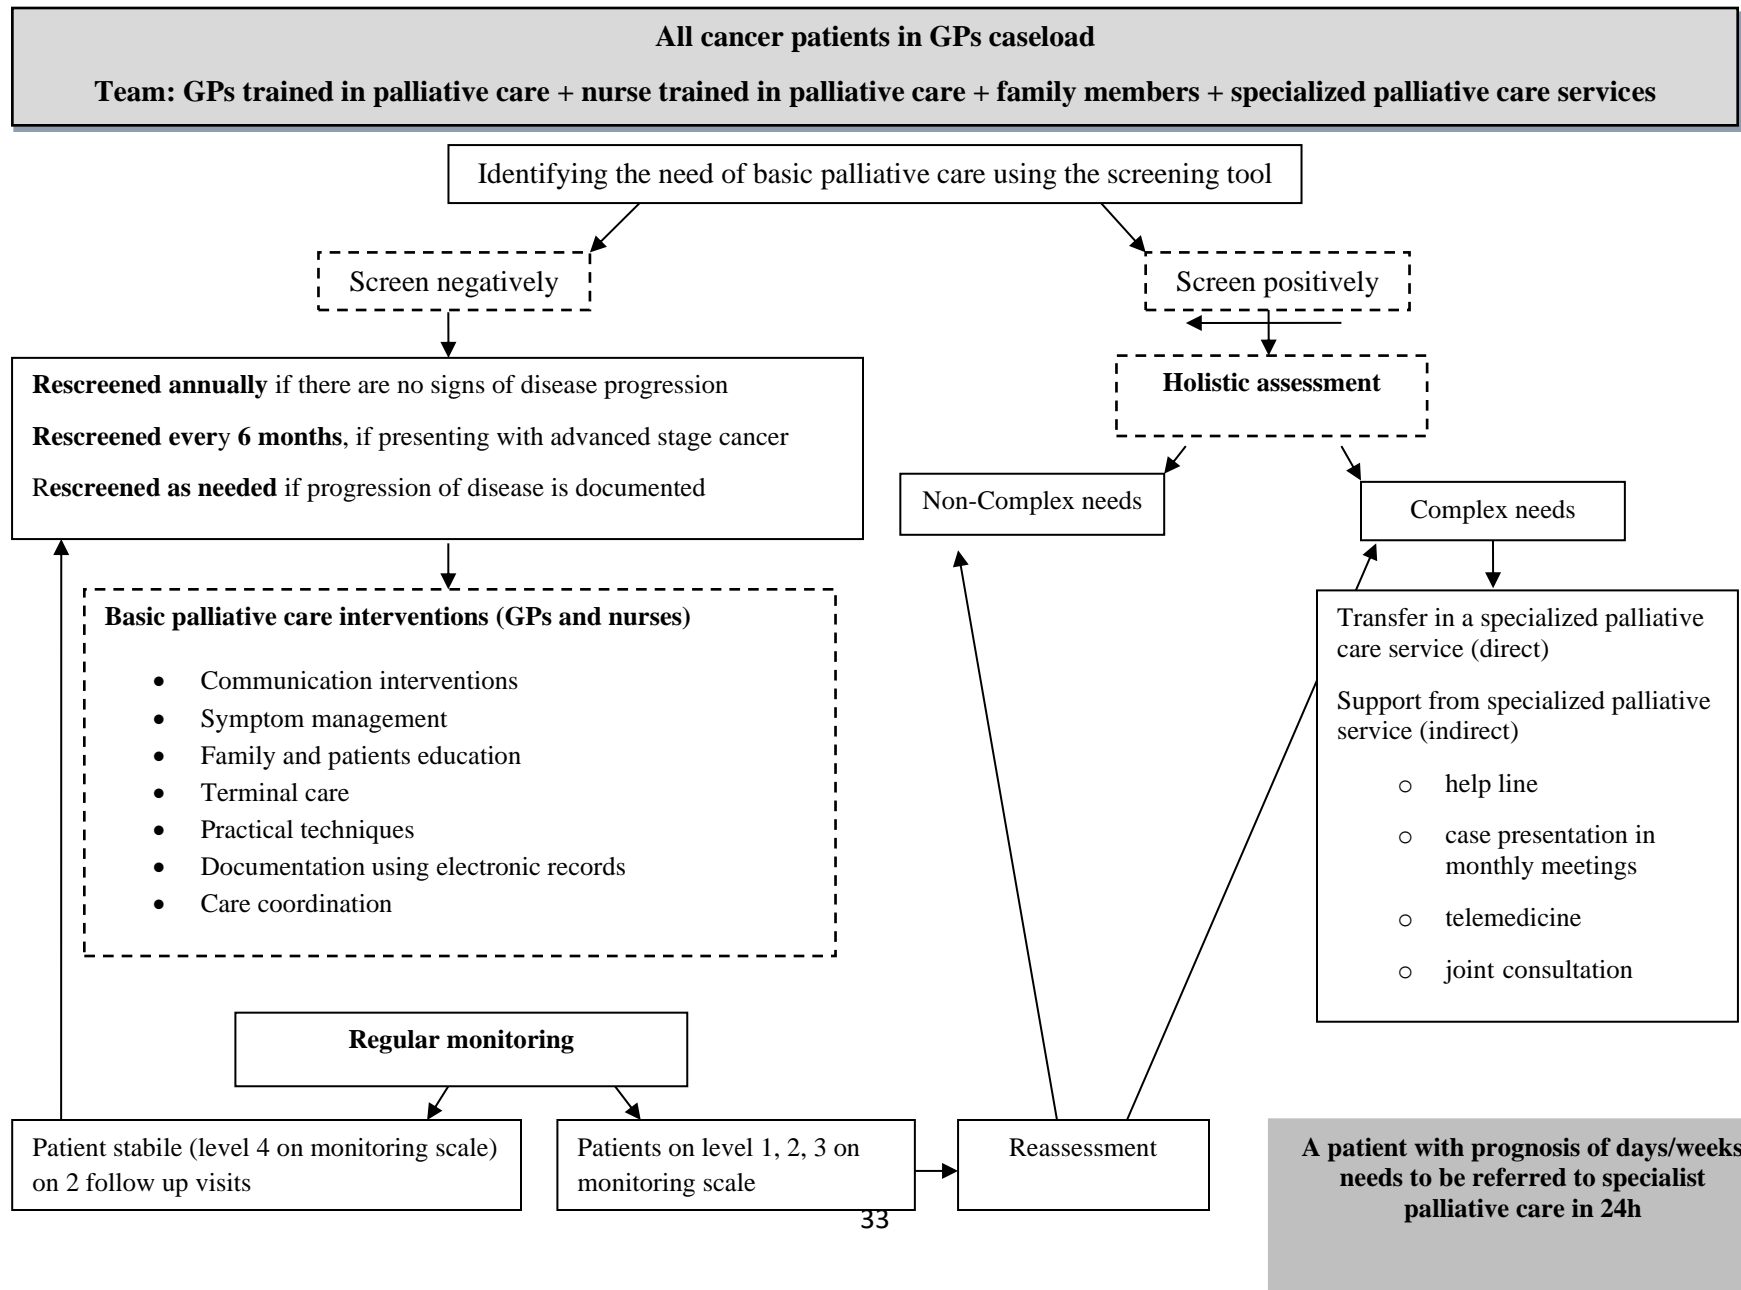 All cancer patients in GPs caseload
Team: GPs trained in palliative care + nurse trained in palliative care + family members + specialized palliative care services
Identifying the need of basic palliative care using the screening tool
Screen negatively
Screen positively
Rescreened annually if there are no signs of disease progression
Rescreened every 6 months, if presenting with advanced stage cancer
Rescreened as needed if progression of disease is documented
Holistic assessment
Non-Complex needs
Complex needs
Basic palliative care interventions (GPs and nurses)
• Communication interventions
• Symptom management
• Family and patients education
• Terminal care
• Practical techniques
• Documentation using electronic records
• Care coordination
Transfer in a specialized palliative
care service (direct)
Support from specialized palliative
service (indirect)
o help line
o case presentation in
monthly meetings
o telemedicine
o joint consultation
Regular monitoring
Patient stabile (level 4 on monitoring scale)
on 2 follow up visits
Patients on level 1, 2, 3 on
monitoring scale
Reassessment
A patient with prognosis of days/weeks
needs to be referred to specialist
palliative care in 24h
33